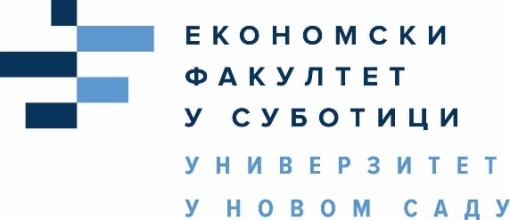 ЕКОНОМСКИ
ФАКУЛТЕТ
У СУБОТИЦИ
УНИВЕРЗИТЕТ
У НОВОМ САДУ